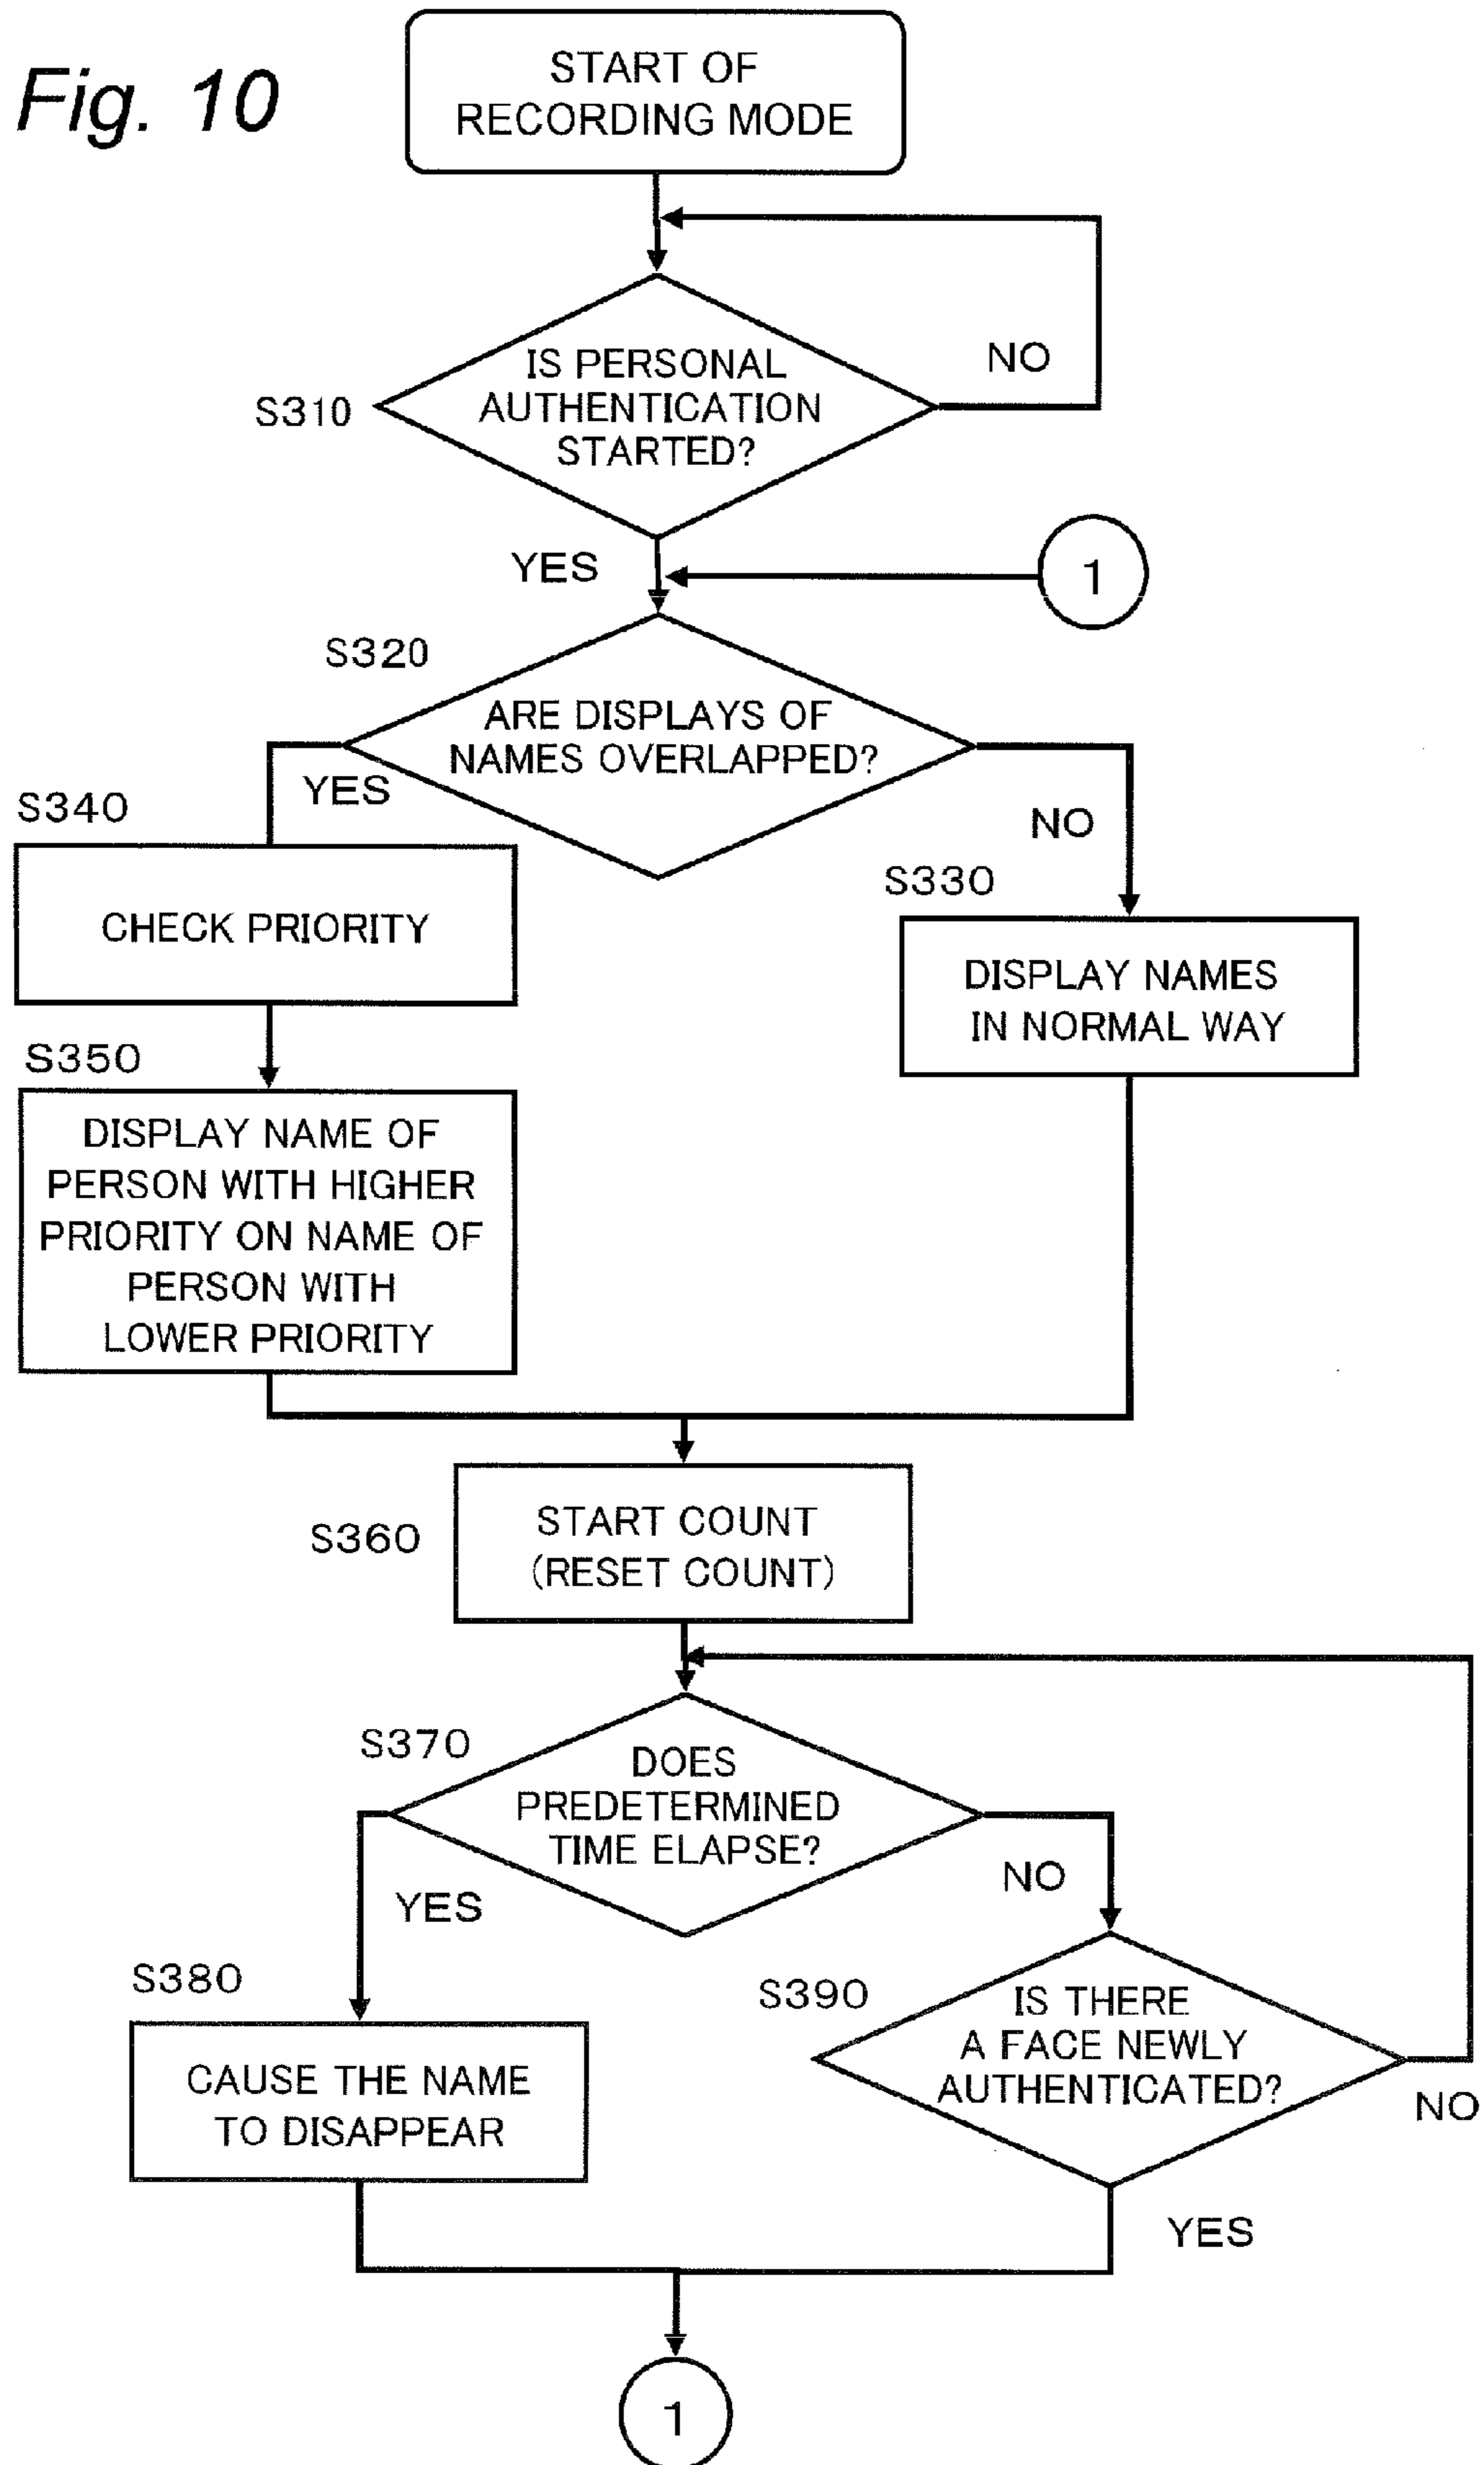 Fig. 10
START OF
RECORDING MODE
IS PERSONAL
AUTHENTICATION
STARTED?
S310
NO
YES
1
S320
ARE DISPLAYS OF
NAMES OVERLAPPED?
YES
NO
S340
CHECK PRIORITY
S330
DISPLAY NAMES
IN NORMAL WAY
S350
DISPLAY NAME OF
PERSON WITH HIGHER
PRIORITY ON NAME OF
PERSON WITH
LOWER PRIORITY
S360
START COUNT
(RESET COUNT)
S370
DOES
PREDETERMINED
TIME ELAPSE?
YES
NO
S380
CAUSE THE NAME
TO DISAPPEAR
S390
IS THERE
A FACE NEWLY
AUTHENTICATED?
NO
YES
1